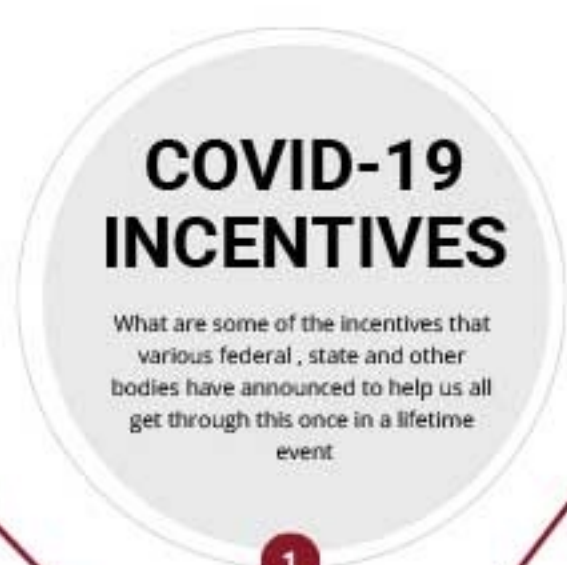 COVID-19
INCENTIVES
What are some of the incentives that
various federal , state and other
bodies have announced to help us all
get through this once in a lifetime
event
1